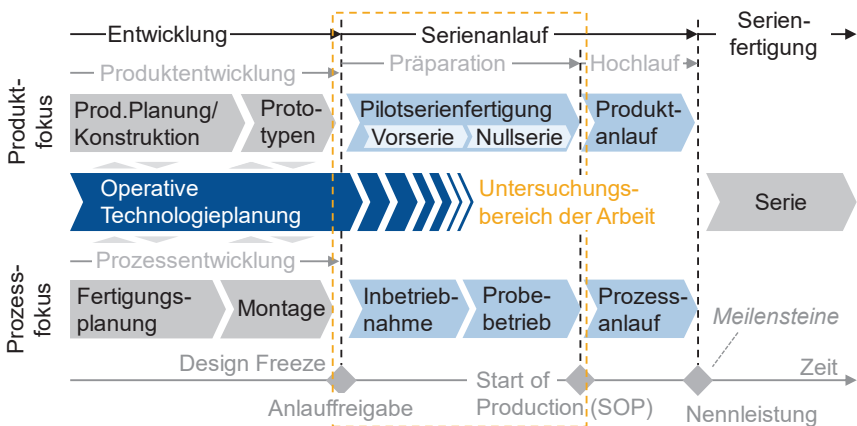 Entwicklung
Serienanlauf
Serien-
fertigung
Produktentwicklung
Präparation
Hochlauf
Produkt-
fokus
Prod.Planung/
Konstruktion
Proto-
typen
Pilotserienfertigung
Vorserie
Nullserie
Produkt-
anlauf
Operative
Technologieplanung
Untersuchungs-
bereich der Arbeit
Serie
Prozessentwicklung
Prozess-
fokus
Fertigungs-
planung
Montage
Inbetrieb-
nahme
Probe-
betrieb
Prozess-
anlauf
Meilensteine
Design Freeze
Zeit
Anlauffreigabe
Start of
Production (SOP)
Nennleistung